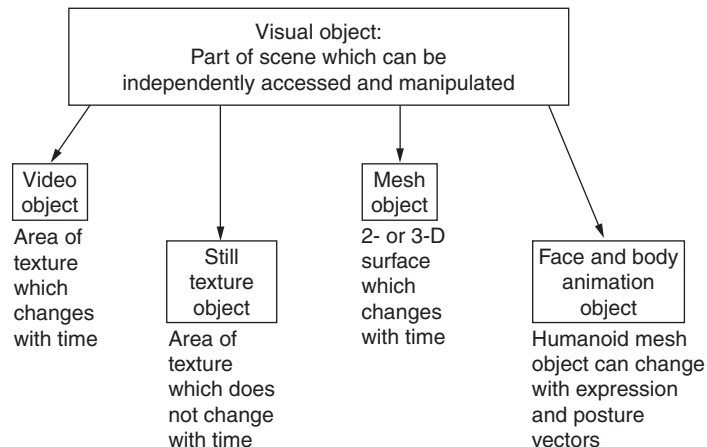 Visual object:
Part of scene which can be
independently accessed and manipulated
Video
object
Area of
texture
which
changes
with time
Still
texture
object
Area of
texture
which does
not change
with time
Mesh
object
2- or 3-D
surface
which
changes
with time
Face and body
animation
object
Humanoid mesh
object can change
with expression
and posture
vectors